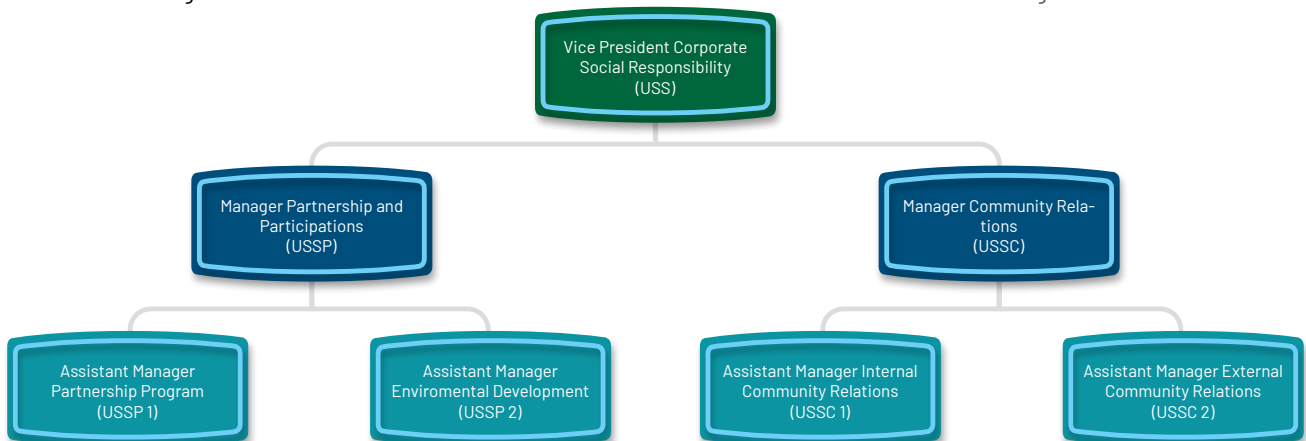 Vice President Corporate
Social Responsibility
(USS)
Manager Partnership and
Participations
(USSP)
Manager Community Rela-
tions
(USSC)
Assistant Manager
Partnership Program
(USSP 1)
Assistant Manager
Enviromental Development
(USSP 2)
Assistant Manager Internal
Community Relations
(USSC 1)
Assistant Manager External
Community Relations
(USSC 2)